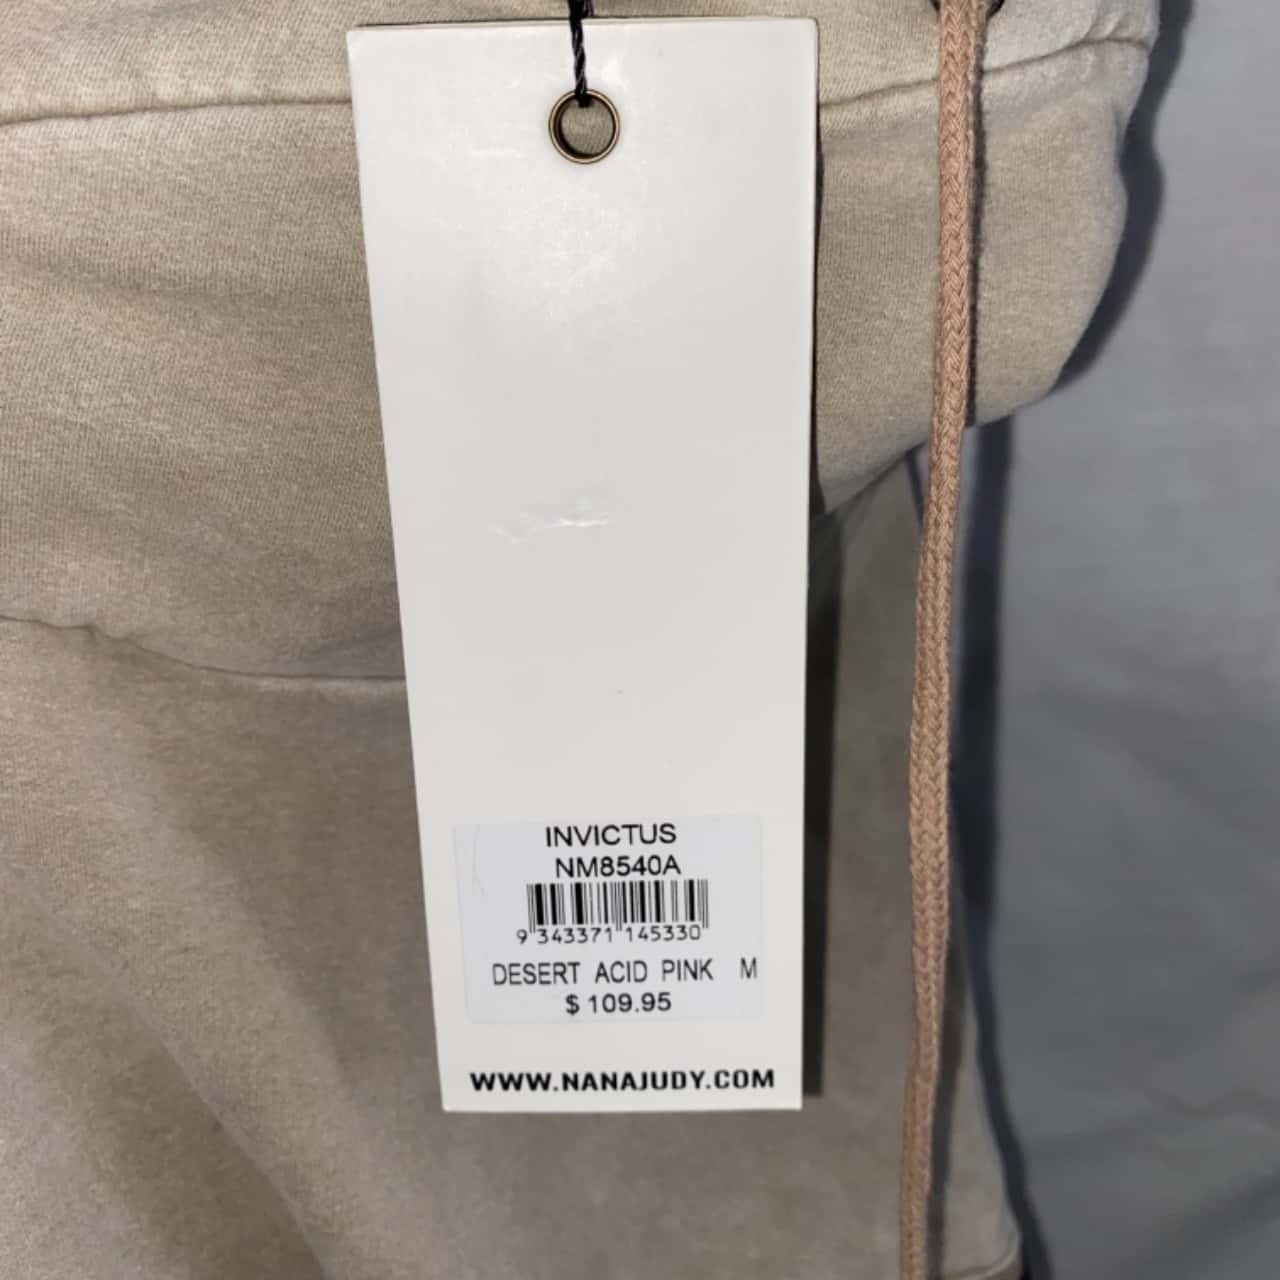 INVICTUS
NM8540A
9 343371 145330
DESERT ACID PINK M
$ 109.95
WWW.NANAJUDY.COM